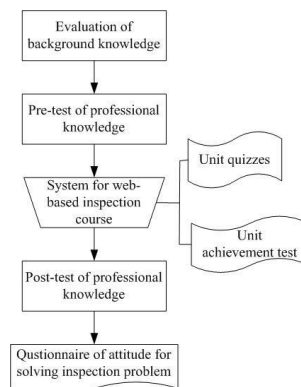 Evaluation of
background knowledge
Pre-test of professional
knowledge
System for web-
based inspection
course
Unit quizzes
Unit
achievement test
Post-test of professional
knowledge
Qustionnaire of attitude for
solving inspection problem